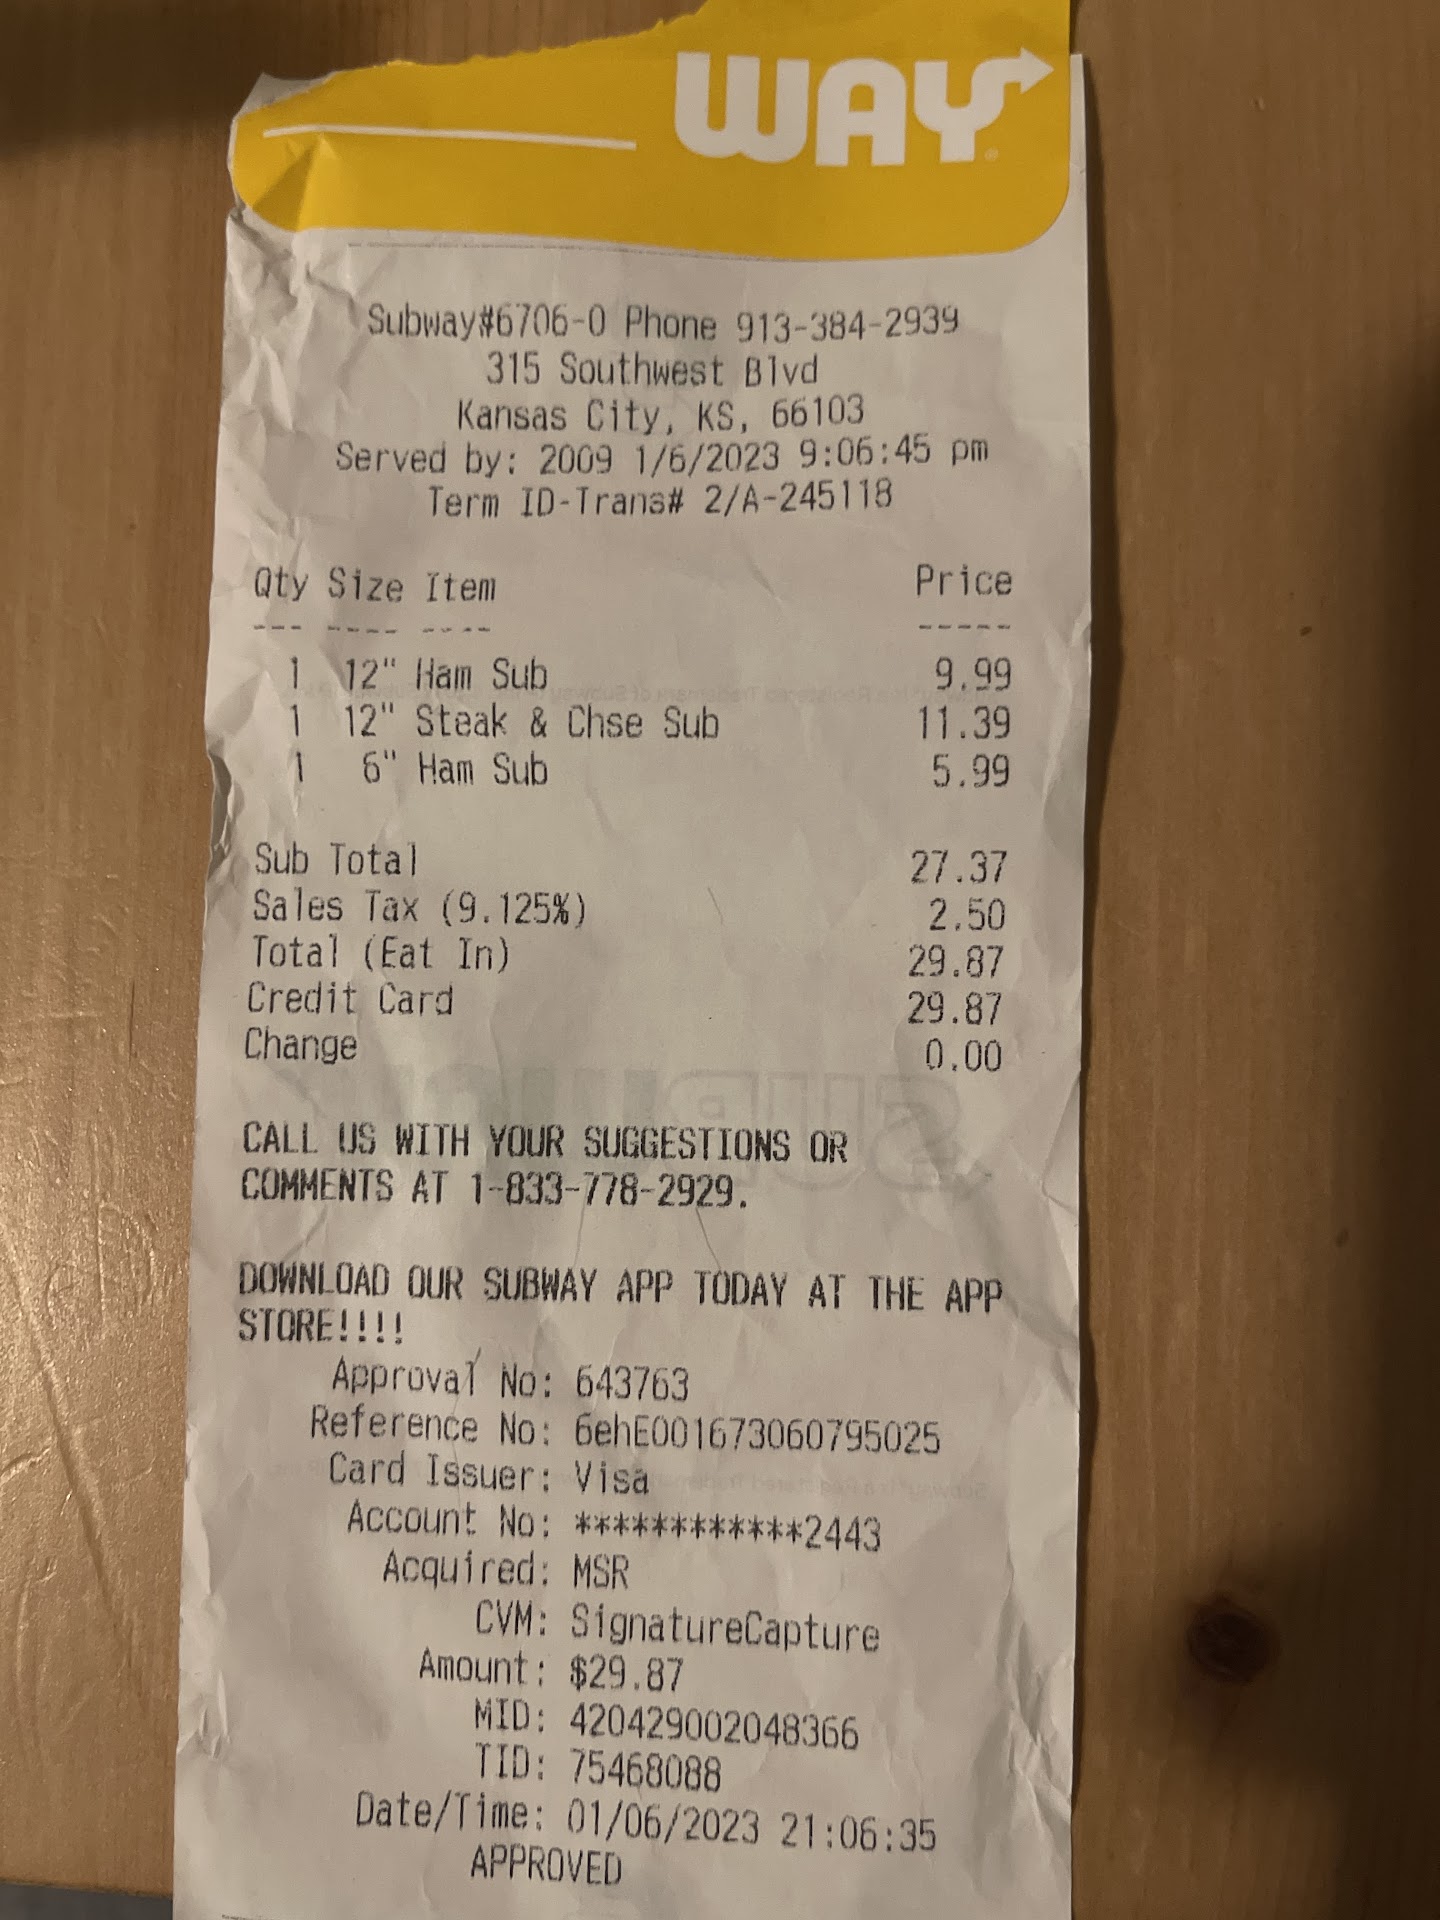 WAY
Subway#6706-0 Phone 913-384-2939
315 Southwest Blvd
Kansas City, KS, 66103
Served by: 2009 1/6/2023 9:06:45 pm
Term ID-Trans# 2/A-245118
Qty Size Item Price
--- ---- ---- -----
1 12" Ham Sub 9.99
1 12" Steak & Chse Sub 11.39
1 6" Ham Sub 5.99
Sub Total 27.37
Sales Tax (9.125%) 2.50
Total (Eat In) 29.87
Credit Card 29.87
Change 0.00
CALL US WITH YOUR SUGGESTIONS OR
COMMENTS AT 1-833-778-2929.
DOWNLOAD OUR SUBWAY APP TODAY AT THE APP
STORE!!!!
Approval No: 643763
Reference No: 6ehE001673060795025
Card Issuer: Visa
Account No: ************2443
Acquired: MSR
CVM: SignatureCapture
Amount: $29.87
MID: 420429002048366
TID: 75468088
Date/Time: 01/06/2023 21:06:35
APPROVED